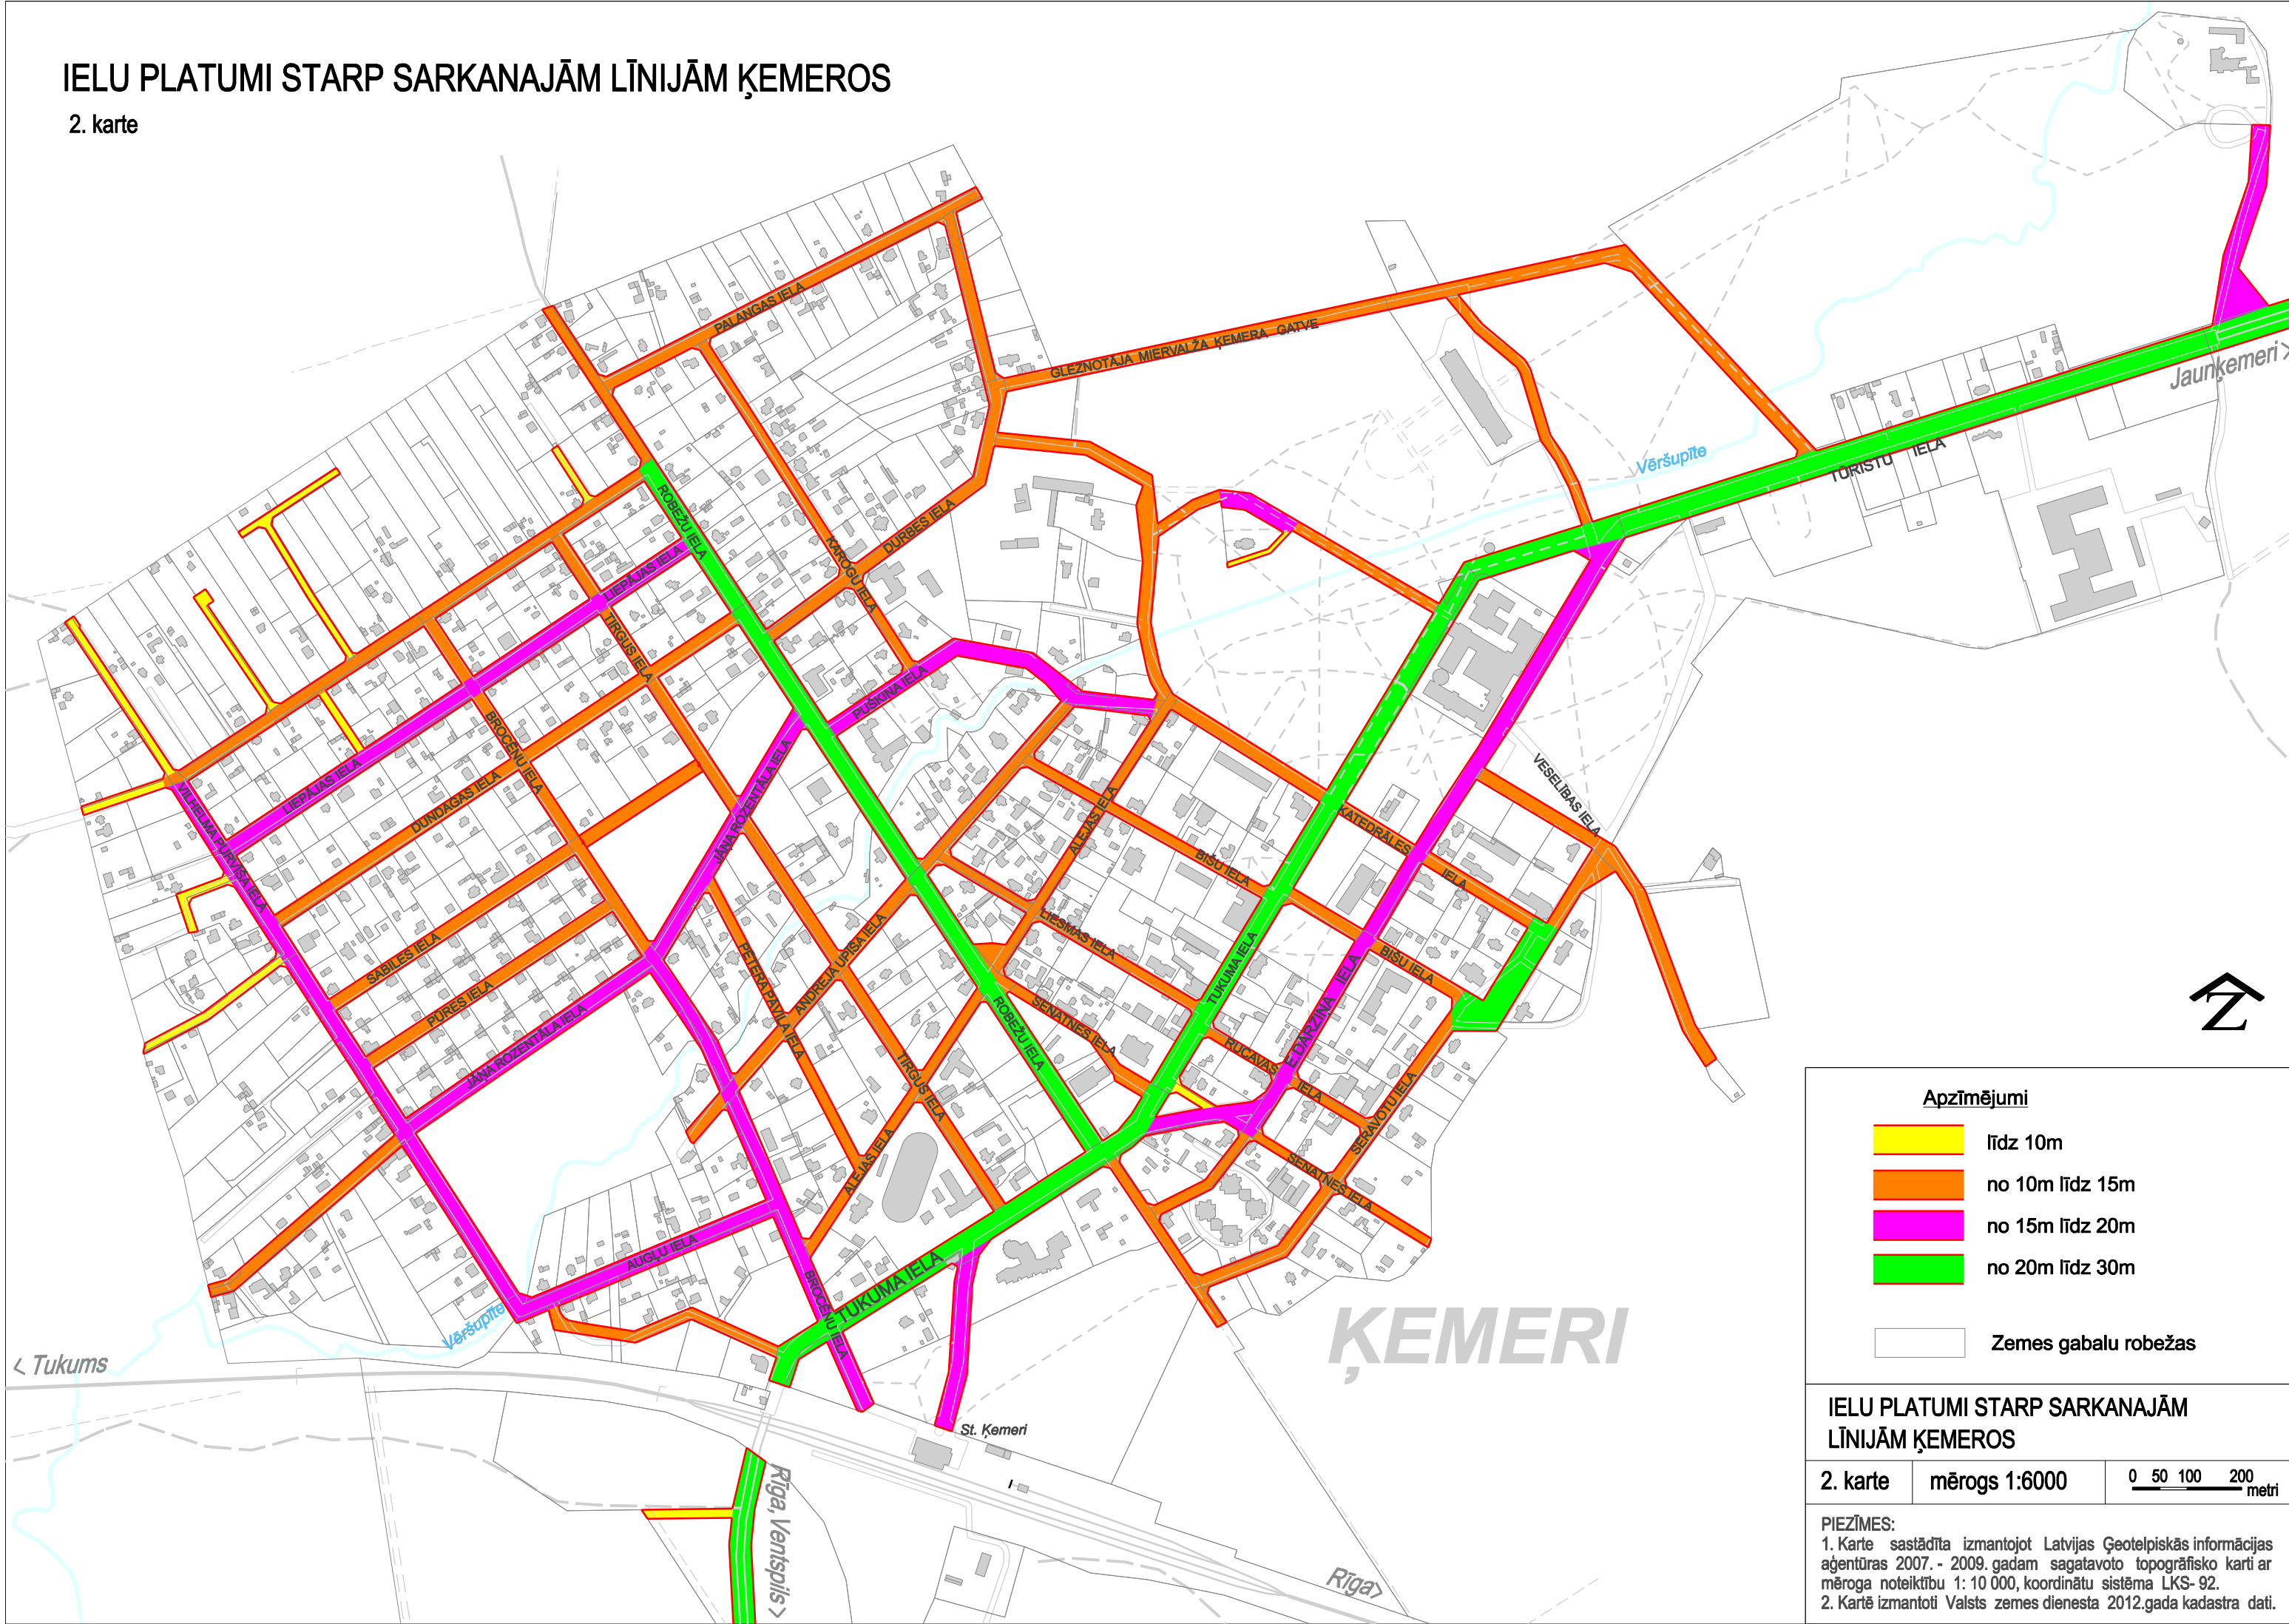 IELU PLATUMI STARP SARKANAJĀM LĪNIJĀM ĶEMEROS
2. karte
PALANGAS IELA
GLEZNOTĀJA MIERVALŽA ĶEMERA GATVE
Jaunķemeri >
Vēršupīte
TŪRISTU IELA
ROBEŽU IELA
DURBES IELA
KAROGU IELA
LIEPĀJAS IELA
TIRGUS IELA
PUŠKINA IELA
BROCĒNU IELA
JĀŅA ROZENTĀLA IELA
VILHELMA PURVĪŠA IELA
LIEPĀJAS IELA
DUNDAGAS IELA
VESELĪBAS IELA
ALEJAS IELA
KATEDRĀLES IELA
BIŠU IELA
LIESMAS IELA
SABILES IELA
PŪRES IELA
PĒTERA PĀVILA IELA
ANDREJA UPĪŠA IELA
TUKUMA IELA
BIŠU IELA
E.DĀRZIŅA IELA
JĀŅA ROZENTĀLA IELA
ROBEŽU IELA
SENATNES IELA
RUCAVAS IELA
TIRGUS IELA
SĒRAVOTU IELA
ALEJAS IELA
SENATNES IELA
AUGĻU IELA
BROCĒNU IELA
TUKUMA IELA
Vēršupīte
ĶEMERI
< Tukums
St. Ķemeri
Rīga, Ventspils >
Rīga>
Z
Apzīmējumi
līdz 10m
no 10m līdz 15m
no 15m līdz 20m
no 20m līdz 30m
Zemes gabalu robežas
IELU PLATUMI STARP SARKANAJĀM
LĪNIJĀM ĶEMEROS
2. karte mērogs 1:6000 0 50 100 200
metri
PIEZĪMES:
1. Karte sastādīta izmantojot Latvijas Ģeotelpiskās informācijas
aģentūras 2007. - 2009. gadam sagatavoto topogrāfisko karti ar
mēroga noteiktību 1: 10 000, koordinātu sistēma LKS- 92.
2. Kartē izmantoti Valsts zemes dienesta 2012.gada kadastra dati.